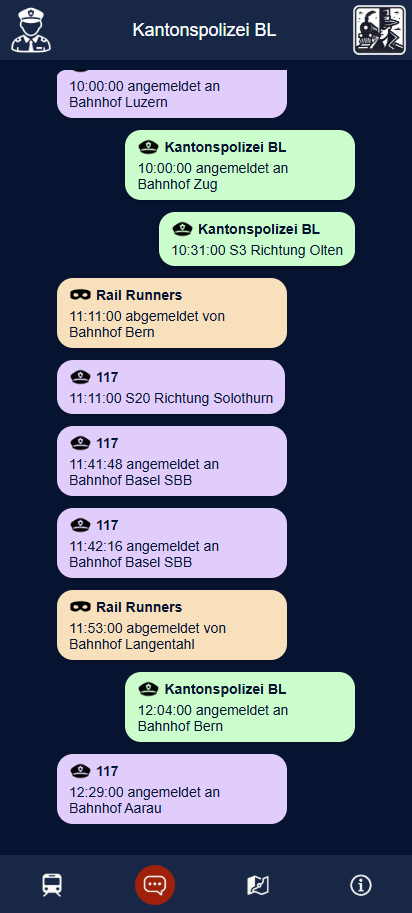 Kantonspolizei BL
10:00:00 angemeldet an
Bahnhof Luzern
Kantonspolizei BL
10:00:00 angemeldet an
Bahnhof Zug
Kantonspolizei BL
10:31:00 S3 Richtung Olten
Rail Runners
11:11:00 abgemeldet von
Bahnhof Bern
117
11:11:00 S20 Richtung Solothurn
117
11:41:48 angemeldet an
Bahnhof Basel SBB
117
11:42:16 angemeldet an
Bahnhof Basel SBB
Rail Runners
11:53:00 abgemeldet von
Bahnhof Langentahl
Kantonspolizei BL
12:04:00 angemeldet an
Bahnhof Bern
117
12:29:00 angemeldet an
Bahnhof Aarau